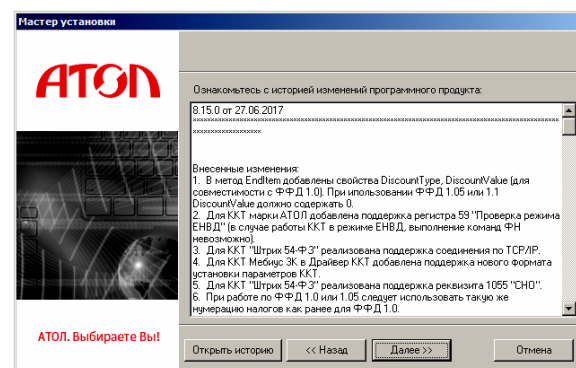 Мастер установки
АТОЛ
Ознакомьтесь с историей изменений программного продукта:
8.15.0 от 27.06.2017
Внесенные изменения:
1.  В метод EndItem добавлены свойства DiscountType, DiscountValue (для
совместимости с ФФД 1.0). При ипользовании ФФД 1.05 или 1.1
DiscountValue должно содержать 0.
2.  Для ККТ марки АТОЛ добавлена поддержка регистра 59 "Проверка режима
ЕНВД" (в случае работы ККТ в режиме ЕНВД, выполнение команд ФН
невозможно).
3.  Для ККТ "Штрих 54-ФЗ" реализована поддержка соединения по TCP/IP.
4.  Для ККТ Мебиус 3К в Драйвер ККТ добавлена поддержка нового формата
установки параметров ККТ.
5.  Для ККТ "Штрих 54-ФЗ" реализована поддержка реквизита 1055 "СНО".
6.  При работе по ФФД 1.0 или 1.05 следует использовать такую же
нумерацию налогов как ранее для ФФД 1.0.
АТОЛ. Выбираете Вы!
Открыть историю
<< Назад
Далее >>
Отмена